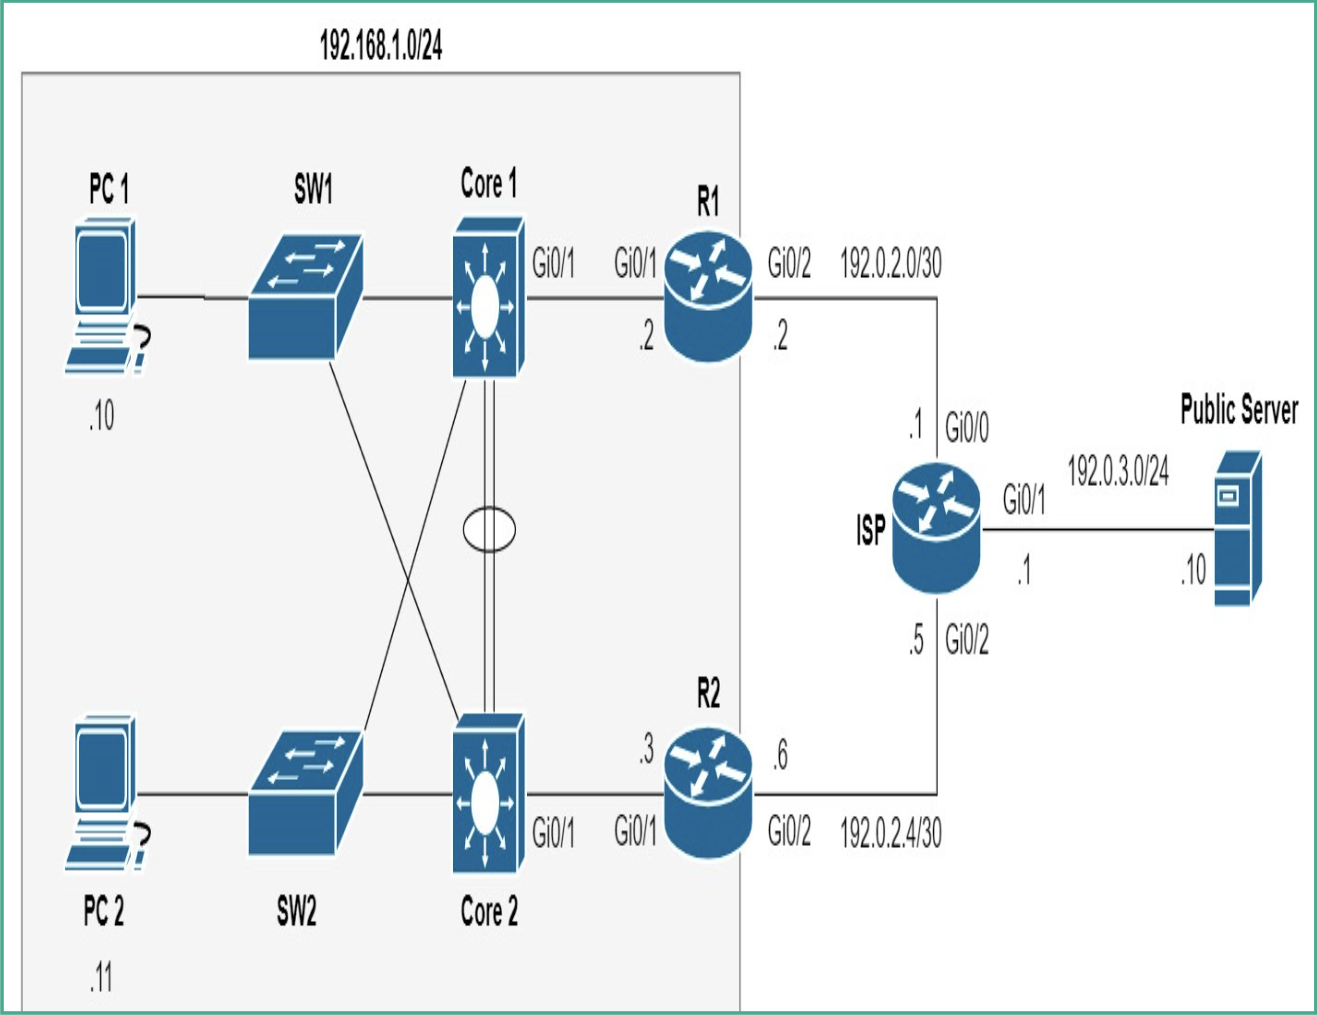 192.168.1.0/24
PC 1
SW1
Core 1
R1
Gi0/1
Gi0/1
Gi0/2
192.0.2.0/30
.2
.2
.10
.1
Gi0/0
Public Server
192.0.3.0/24
Gi0/1
ISP
.1
.10
.5
Gi0/2
R2
.3
.6
Gi0/1
Gi0/1
Gi0/2
192.0.2.4/30
PC 2
SW2
Core 2
.11